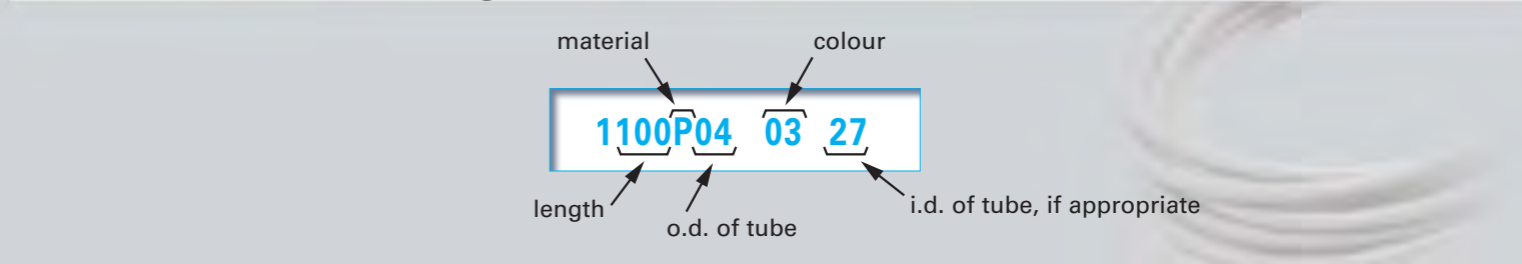 material colour
1100P04 03 27
length o.d. of tube i.d. of tube, if appropriate